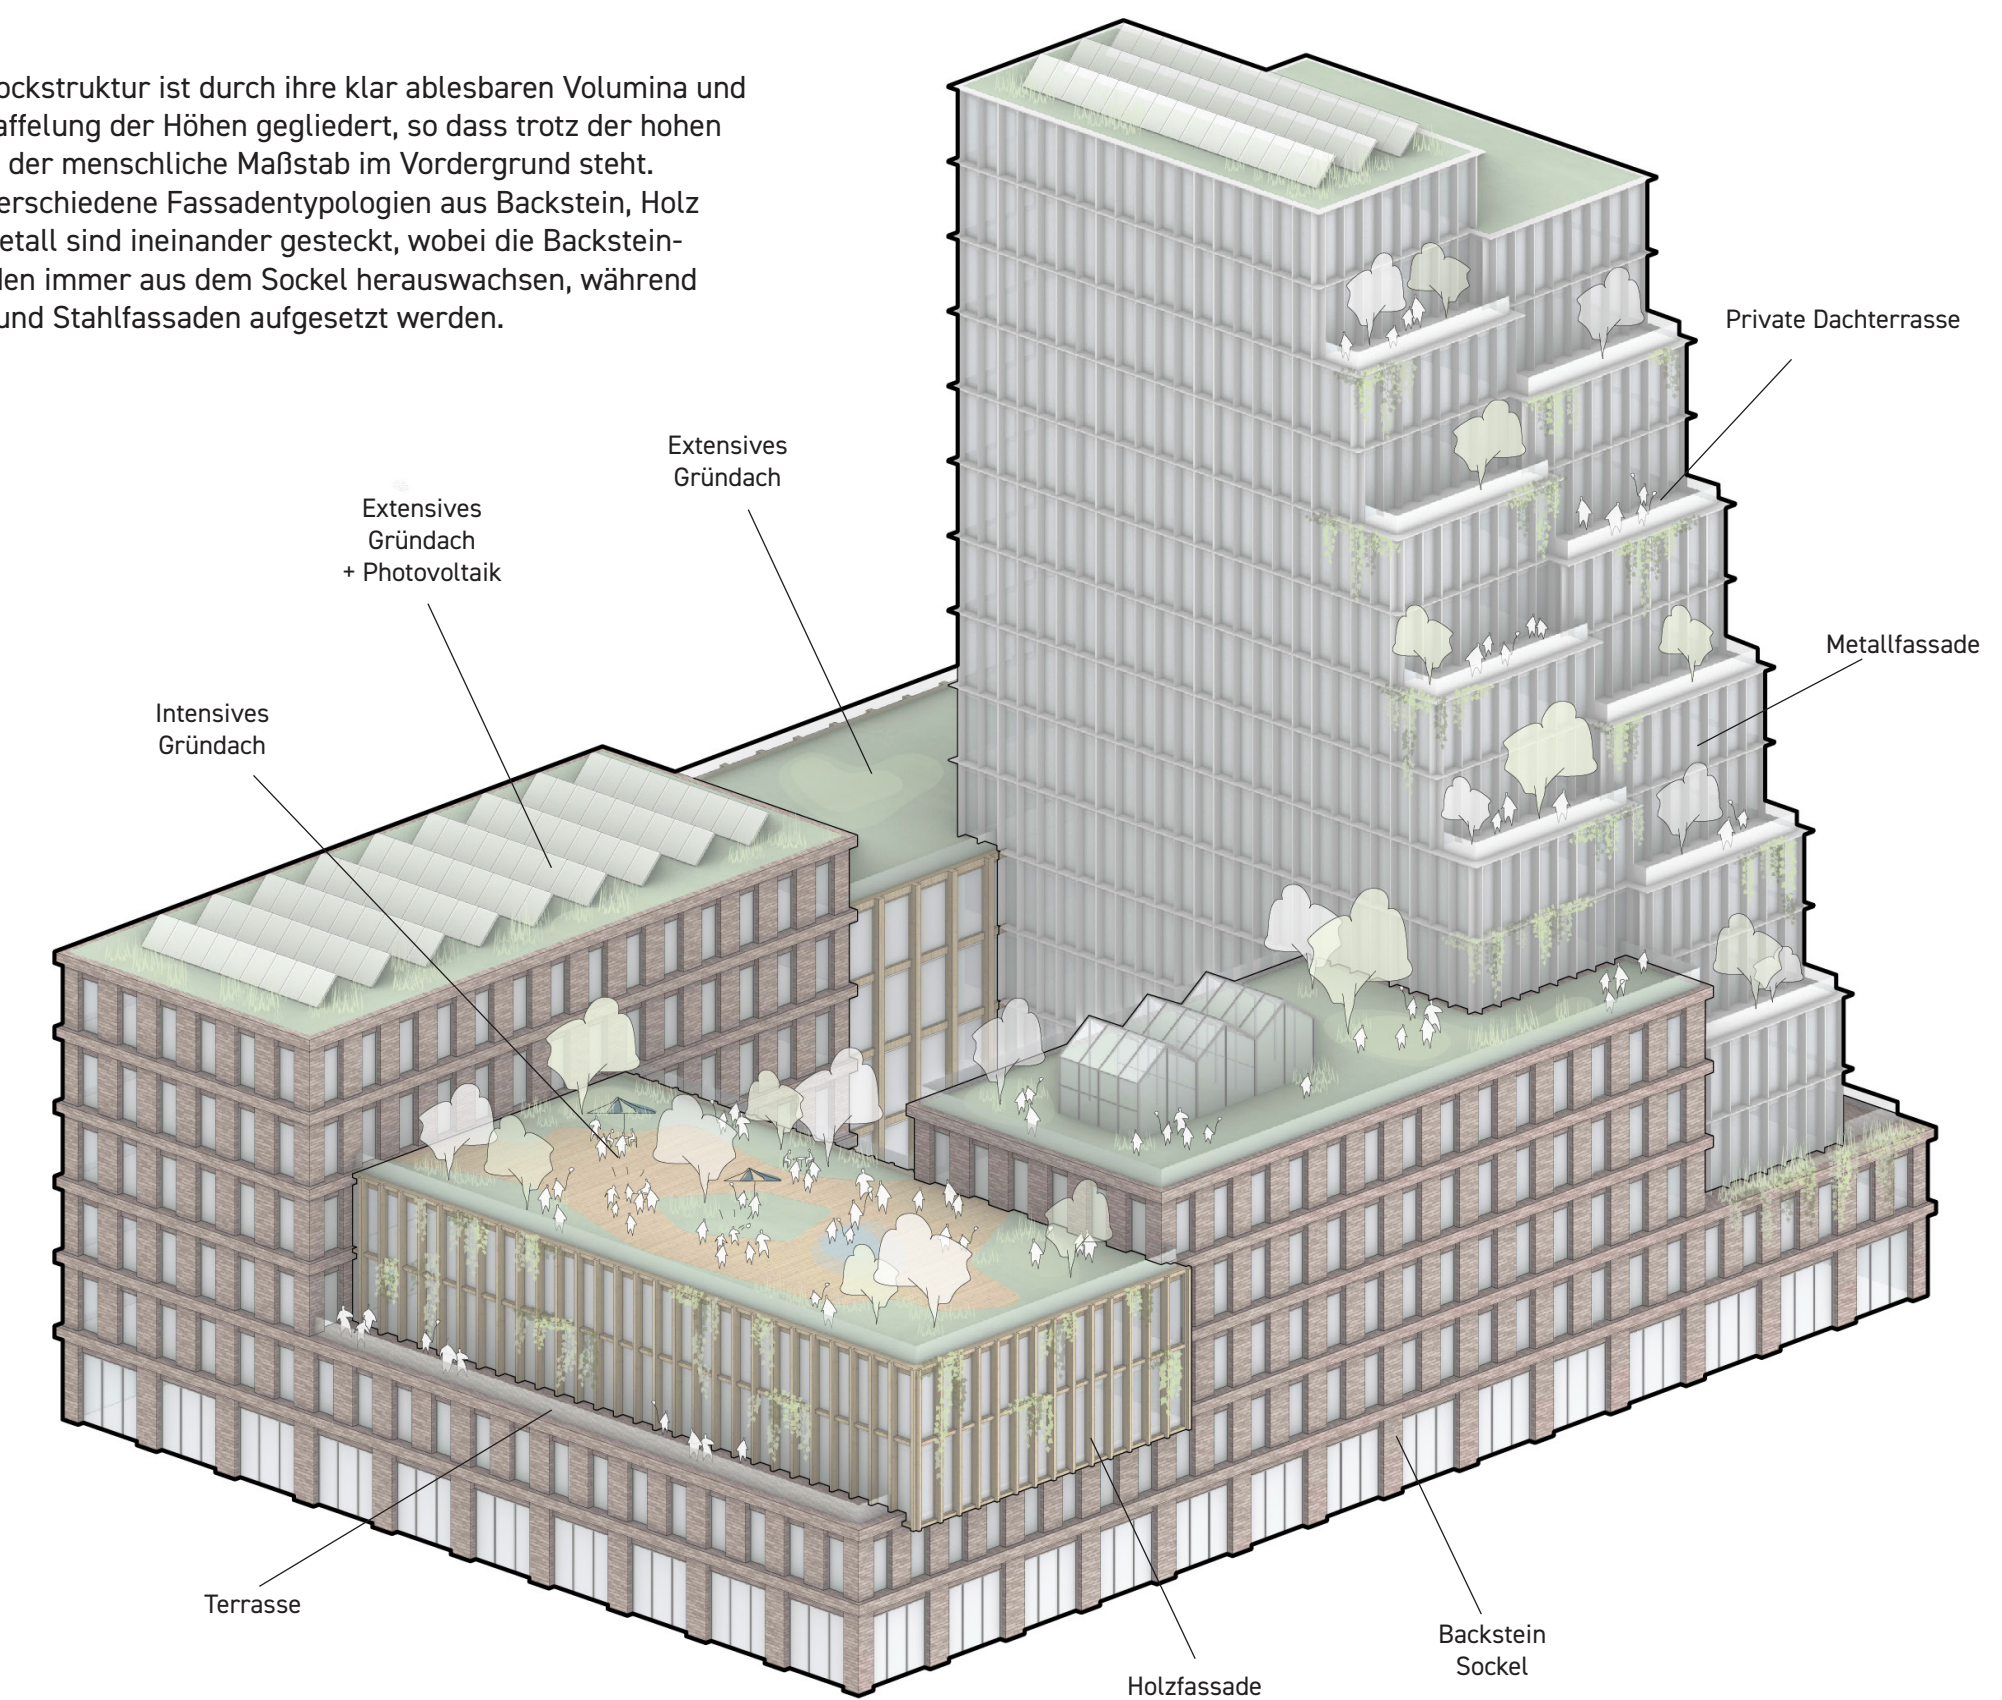 ockstruktur ist durch ihre klar ablesbaren Volumina und
affelung der Höhen gegliedert, so dass trotz der hohen
der menschliche Maßstab im Vordergrund steht.
erschiedene Fassadentypologien aus Backstein, Holz
etall sind ineinander gesteckt, wobei die Backstein-
den immer aus dem Sockel herauswachsen, während
und Stahlfassaden aufgesetzt werden.
Private Dachterrasse
Extensives
Gründach
Extensives
Gründach
+ Photovoltaik
Metallfassade
Intensives
Gründach
Terrasse
Backstein
Sockel
Holzfassade